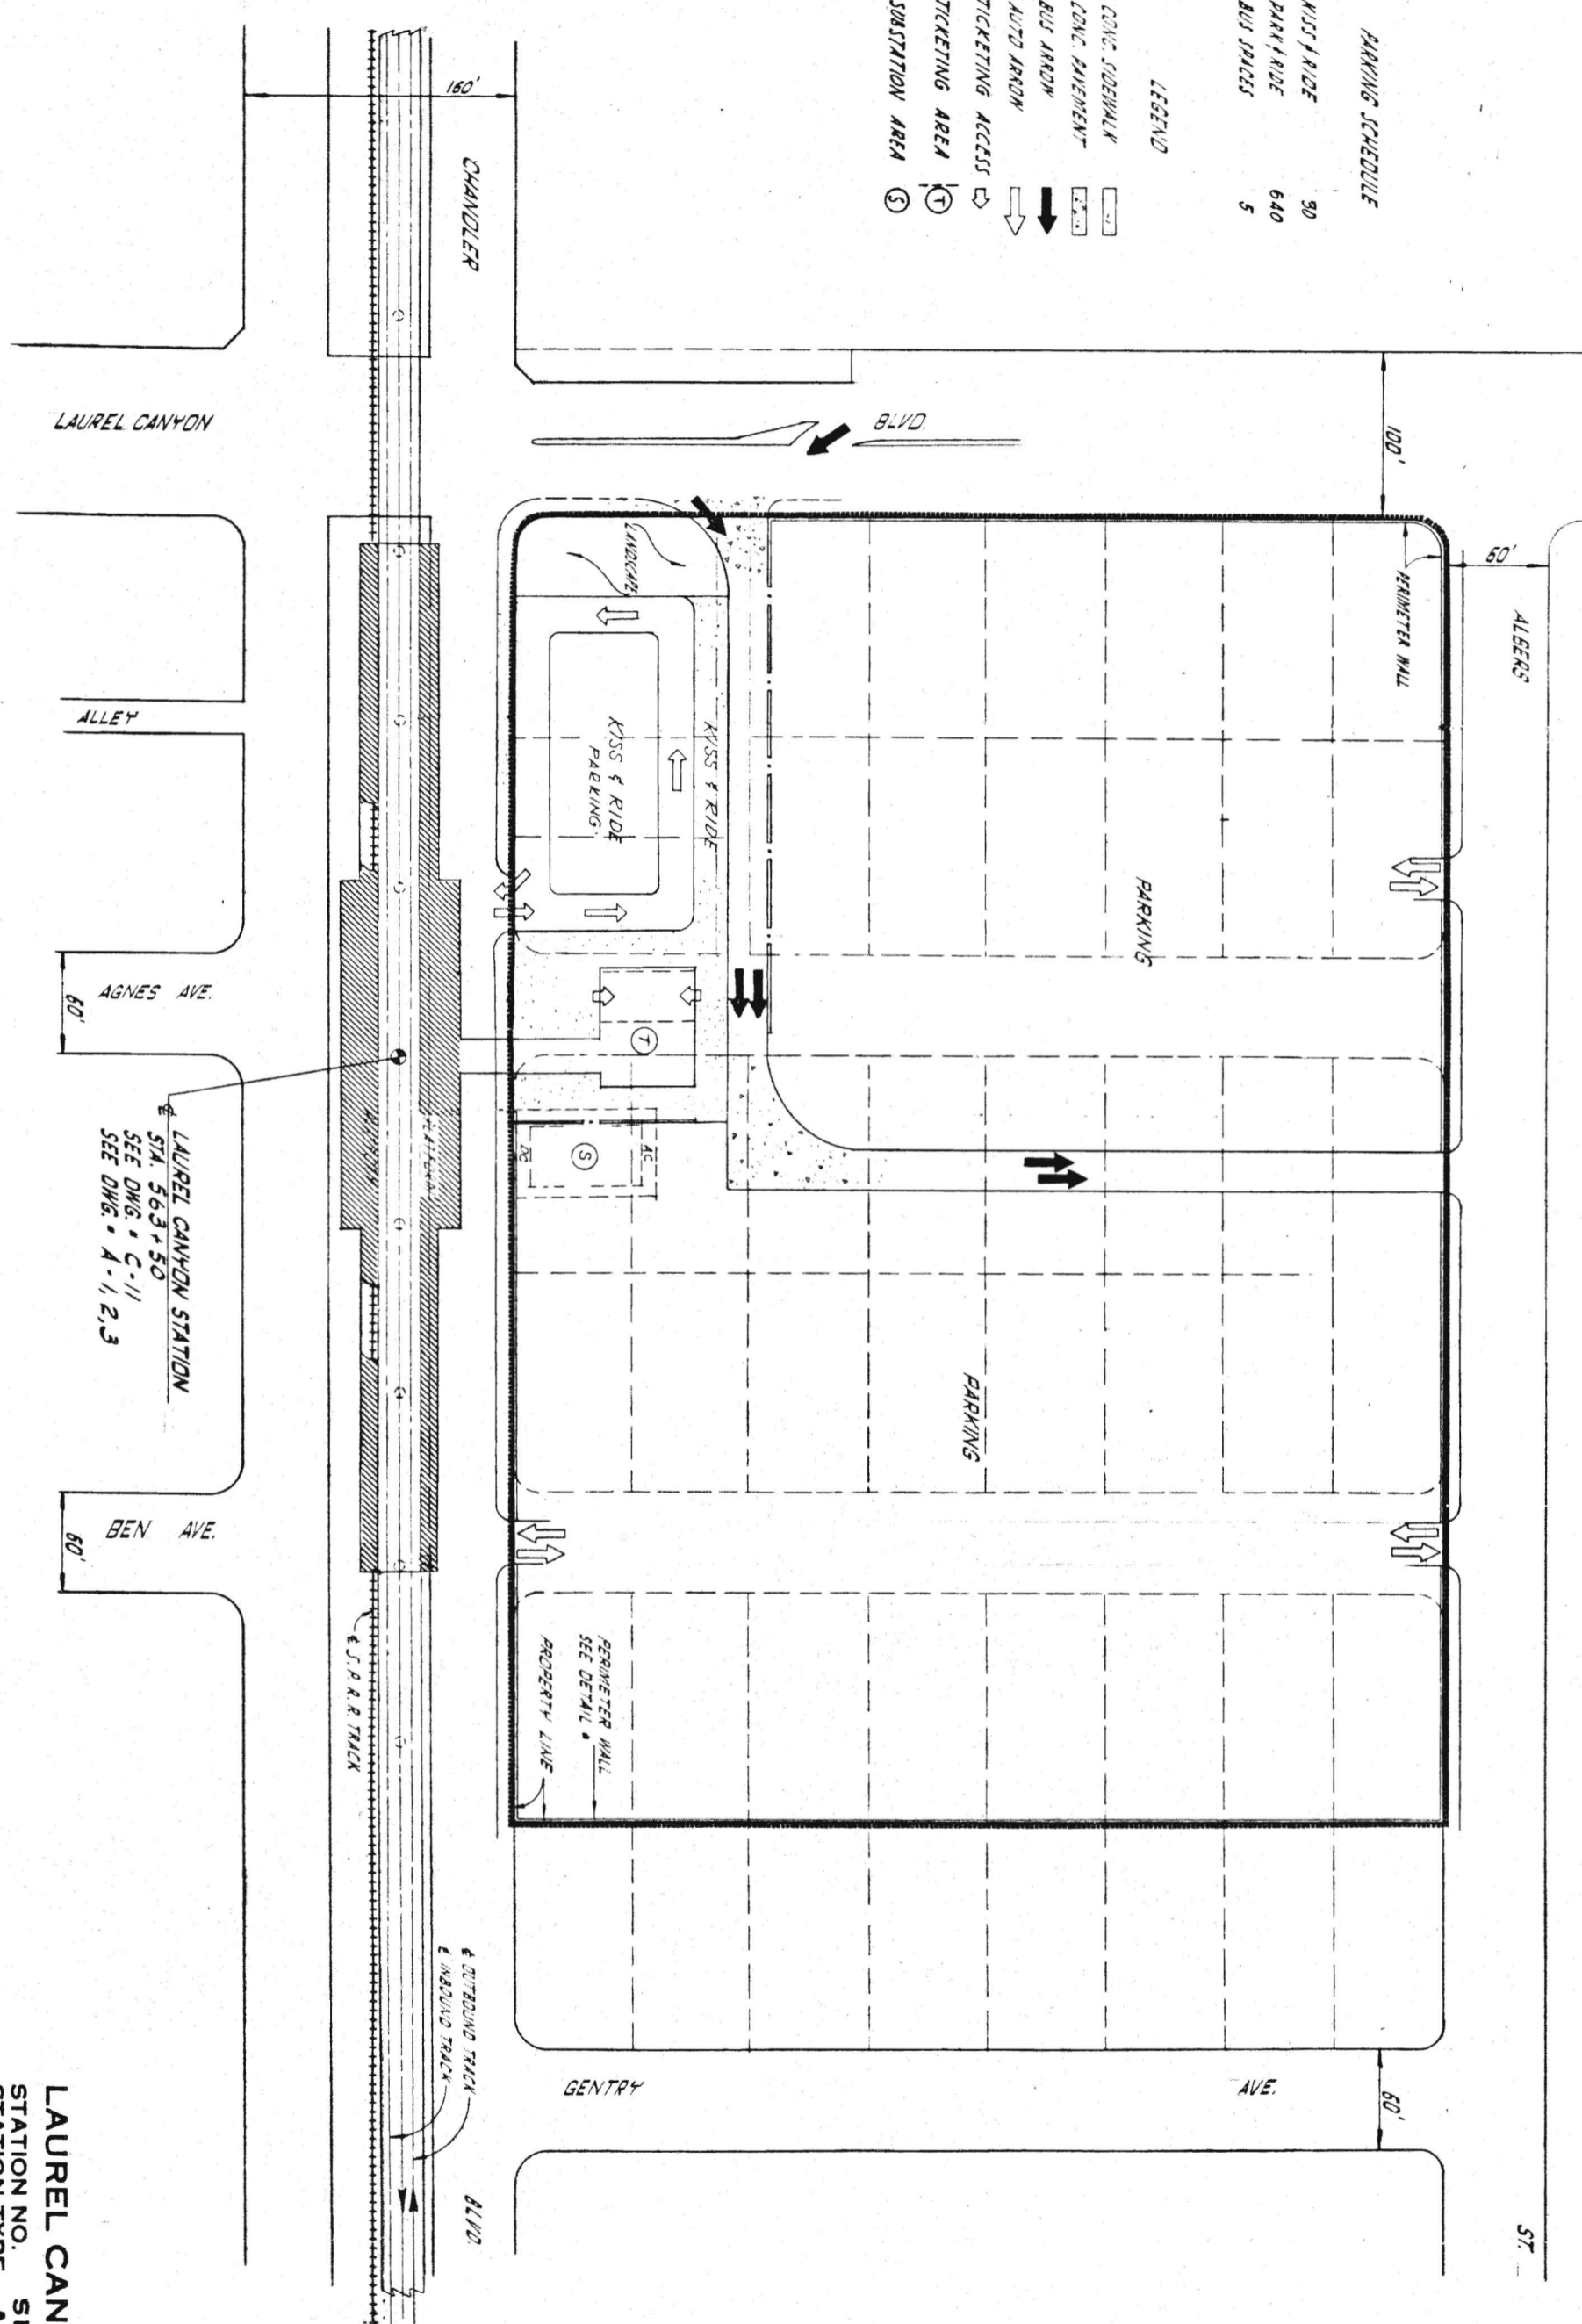 PARKING SCHEDULE
KISS & RIDE 90
PARK & RIDE 640
BUS SPACES 5
LEGEND
CONC. SIDEWALK
CONC. PAVEMENT
BUS ARROW
AUTO ARROW
TICKETING ACCESS
TICKETING AREA T
SUBSTATION AREA S
160'
CHANDLER
LAUREL CANYON
BLVD.
100'
60'
ALBERS
PERIMETER WALL
LANDSCAPE
ALLEY
KISS & RIDE
PARKING
KISS & RIDE
PARKING
AGNES AVE.
60'
T
S
AC
DC
PLATFORM
℄ LAUREL CANYON STATION
STA. 563+50
SEE DWG. • C-11
SEE DWG. • A-1,2,3
PARKING
BEN AVE.
60'
℄ S.P.R.R. TRACK
PERIMETER WALL
SEE DETAIL •
PROPERTY LINE
℄ OUTBOUND TRACK
℄ INBOUND TRACK
GENTRY
AVE.
60'
BLVD.
ST.
LAUREL CAN
STATION NO.
STATION TYPE